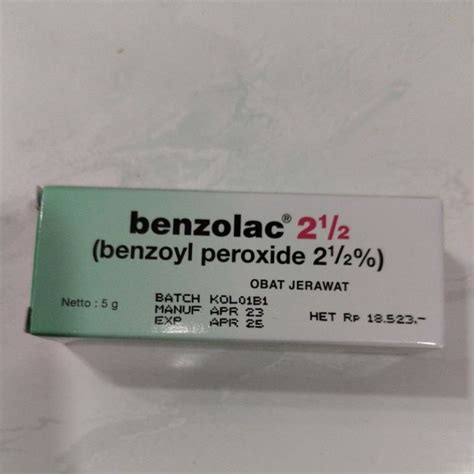 benzolac® 2½
(benzoyl peroxide 2½%)
OBAT JERAWAT
Netto : 5 g
BATCH KOL01B1
MANUF APR 23
EXP APR 25
HET Rp 18.523.-